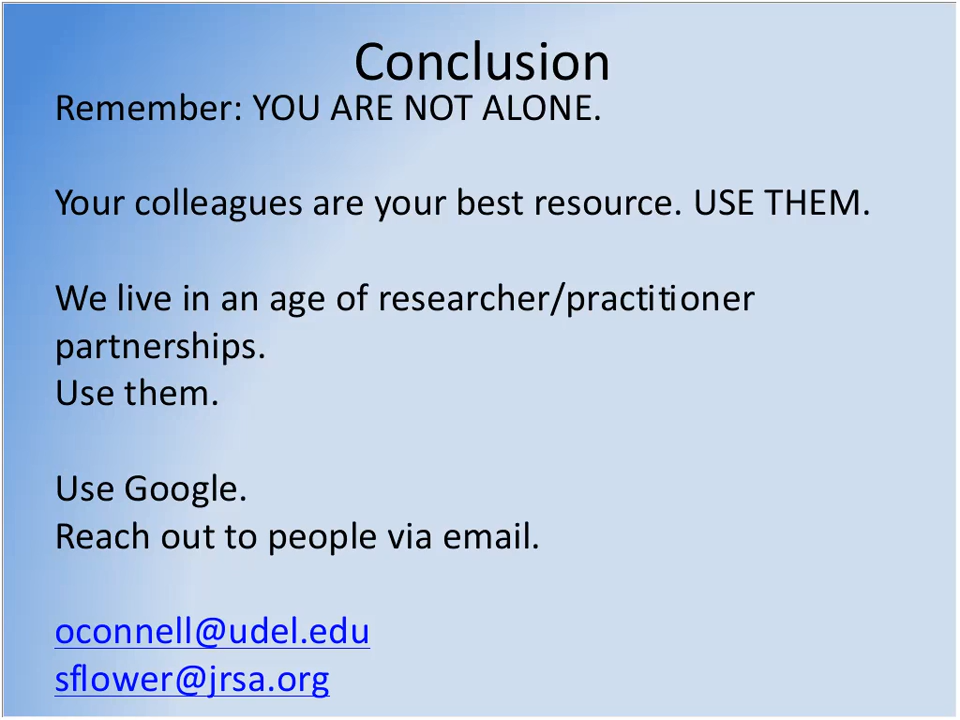 Conclusion
Remember: YOU ARE NOT ALONE.
Your colleagues are your best resource. USE THEM.
We live in an age of researcher/practitioner
partnerships.
Use them.
Use Google.
Reach out to people via email.
oconnell@udel.edu
sflower@jrsa.org